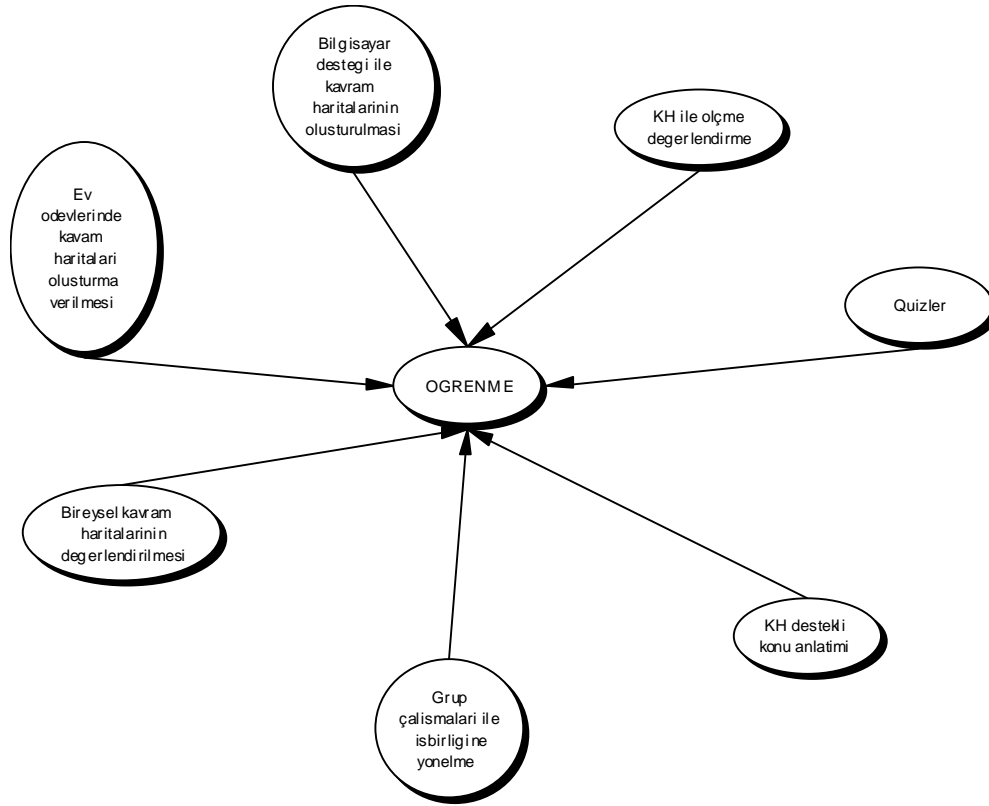 Bilgisayar
destegi ile
kavram
haritalarinin
olusturulmasi
KH ile olçme
degerlendirme
Ev
odevlerinde
kavam
haritalari
olusturma
verilmesi
Quizler
OGRENME
Bireysel kavram
haritalarinin
degerlendirilmesi
KH destekli
konu anlatimi
Grup
çalismalari ile
isbirligine
yonelme